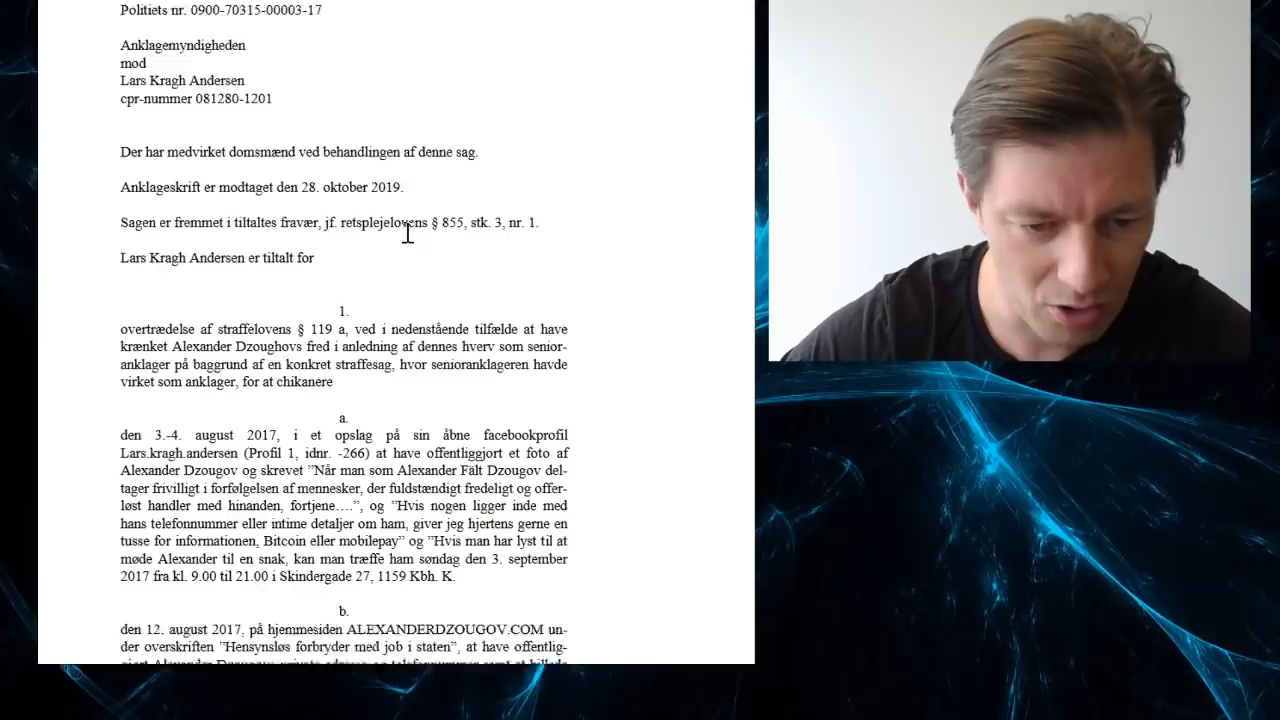 Politiets nr. 0900-70315-00003-17
Anklagemyndigheden
mod
Lars Kragh Andersen
cpr-nummer 081280-1201
Der har medvirket domsmænd ved behandlingen af denne sag.
Anklageskrift er modtaget den 28. oktober 2019.
Sagen er fremmet i tiltaltes fravær, jf. retsplejelovens § 855, stk. 3, nr. 1.
Lars Kragh Andersen er tiltalt for
1.
overtrædelse af straffelovens § 119 a, ved i nedenstående tilfælde at have
krænket Alexander Dzoughovs fred i anledning af dennes hverv som senior-
anklager på baggrund af en konkret straffesag, hvor senioranklageren havde
virket som anklager, for at chikanere
a.
den 3.-4. august 2017, i et opslag på sin åbne facebookprofil
Lars.kragh.andersen (Profil 1, idnr. -266) at have offentliggjort et foto af
Alexander Dzougov og skrevet ”Når man som Alexander Fält Dzougov del-
tager frivilligt i forfølgelsen af mennesker, der fuldstændigt fredeligt og offer-
løst handler med hinanden, fortjene….”, og ”Hvis nogen ligger inde med
hans telefonnummer eller intime detaljer om ham, giver jeg hjertens gerne en
tusse for informationen, Bitcoin eller mobilepay” og ”Hvis man har lyst til at
møde Alexander til en snak, kan man træffe ham søndag den 3. september
2017 fra kl. 9.00 til 21.00 i Skindergade 27, 1159 Kbh. K.
b.
den 12. august 2017, på hjemmesiden ALEXANDERDZOUGOV.COM un-
der overskriften ”Hensynsløs forbryder med job i staten”, at have offentlig-